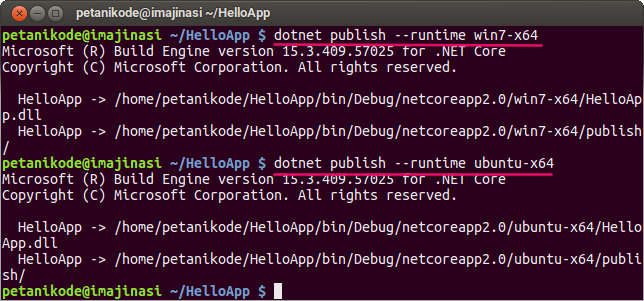 petanikode@imajinasi ~/HelloApp
petanikode@imajinasi ~/HelloApp $ dotnet publish --runtime win7-x64
Microsoft (R) Build Engine version 15.3.409.57025 for .NET Core
Copyright (C) Microsoft Corporation. All rights reserved.
HelloApp -> /home/petanikode/HelloApp/bin/Debug/netcoreapp2.0/win7-x64/HelloAp
p.dll
HelloApp -> /home/petanikode/HelloApp/bin/Debug/netcoreapp2.0/win7-x64/publish
/
petanikode@imajinasi ~/HelloApp $ dotnet publish --runtime ubuntu-x64
Microsoft (R) Build Engine version 15.3.409.57025 for .NET Core
Copyright (C) Microsoft Corporation. All rights reserved.
HelloApp -> /home/petanikode/HelloApp/bin/Debug/netcoreapp2.0/ubuntu-x64/Hello
App.dll
HelloApp -> /home/petanikode/HelloApp/bin/Debug/netcoreapp2.0/ubuntu-x64/publi
sh/
petanikode@imajinasi ~/HelloApp $